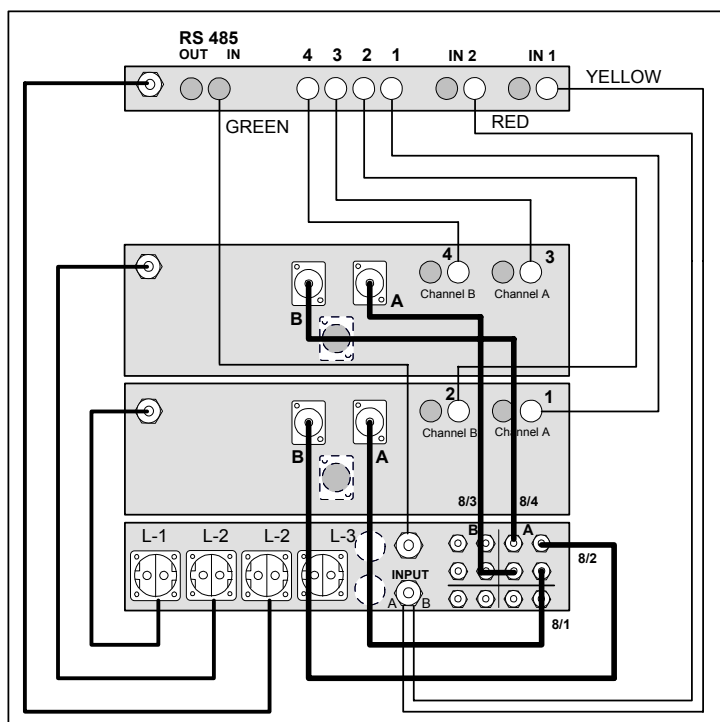 RS 485
OUT IN 4 3 2 1 IN 2 IN 1
YELLOW
GREEN RED
4 3
Channel B Channel A
B A
2 1
Channel B Channel A
B A
8/3 8/4
L-1 L-2 L-2 L-3 B A
8/2
INPUT
A B
8/1